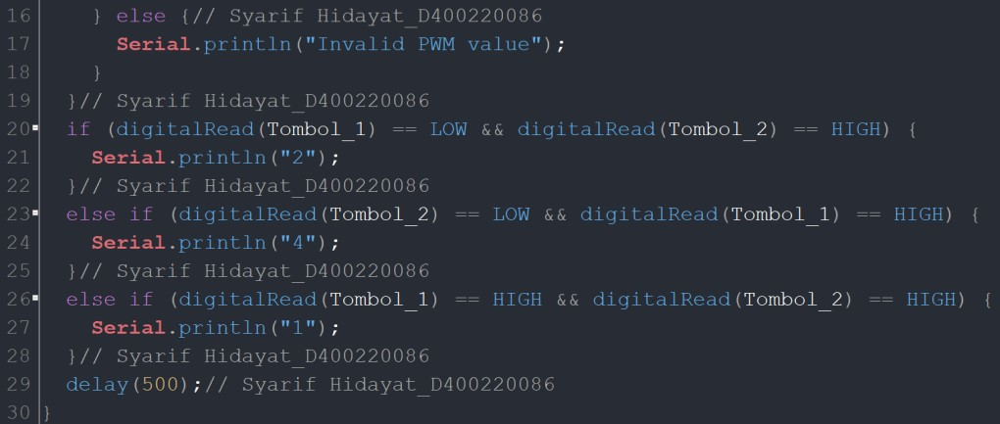 16 } else {// Syarif Hidayat_D400220086
17 Serial.println("Invalid PWM value");
18 }
19 }// Syarif Hidayat_D400220086
20 if (digitalRead(Tombol_1) == LOW && digitalRead(Tombol_2) == HIGH) {
21 Serial.println("2");
22 }// Syarif Hidayat_D400220086
23 else if (digitalRead(Tombol_2) == LOW && digitalRead(Tombol_1) == HIGH) {
24 Serial.println("4");
25 }// Syarif Hidayat_D400220086
26 else if (digitalRead(Tombol_1) == HIGH && digitalRead(Tombol_2) == HIGH) {
27 Serial.println("1");
28 }// Syarif Hidayat_D400220086
29 delay(500);// Syarif Hidayat_D400220086
30 }